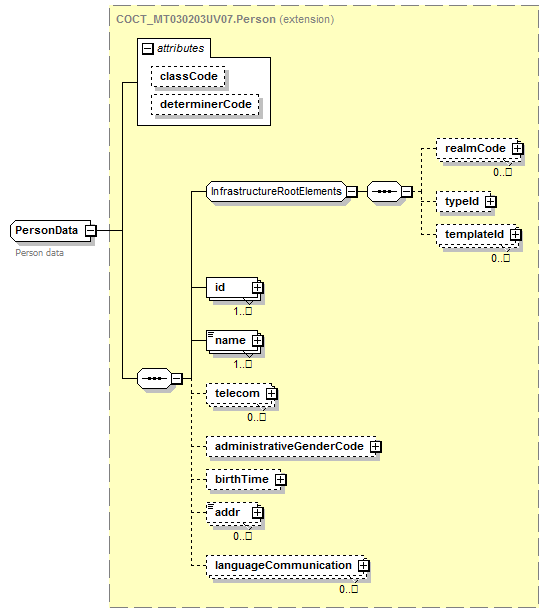 COCT_MT030203UV07.Person (extension)
attributes
classCode
determinerCode
InfrastructureRootElements
realmCode
0..□
typeId
templateId
0..□
PersonData
Person data
id
1..□
name
1..□
telecom
0..□
administrativeGenderCode
birthTime
addr
0..□
languageCommunication
0..□